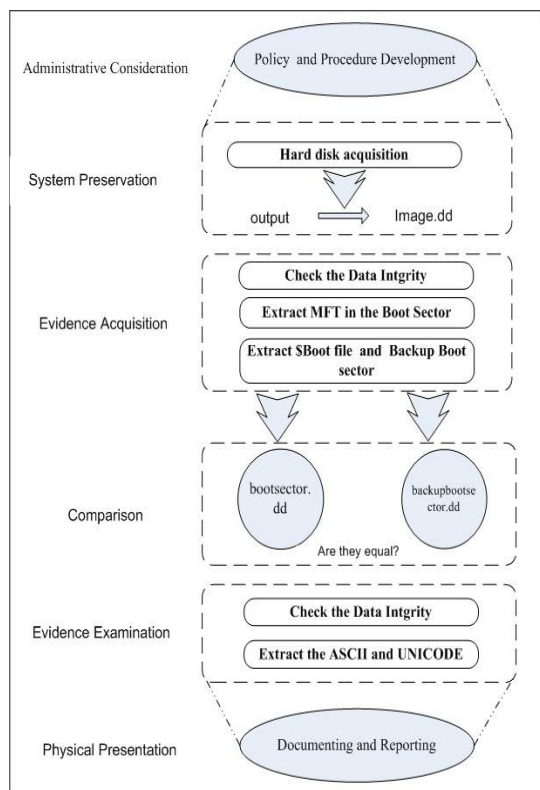 Administrative Consideration
Policy and Procedure Development
System Preservation
Hard disk acquisition
output
Image.dd
Evidence Acquisition
Check the Data Intgrity
Extract MFT in the Boot Sector
Extract $Boot file and Backup Boot
sector
Comparison
bootsector.
dd
backupbootse
ctor.dd
Are they equal?
Evidence Examination
Check the Data Intgrity
Extract the ASCII and UNICODE
Physical Presentation
Documenting and Reporting